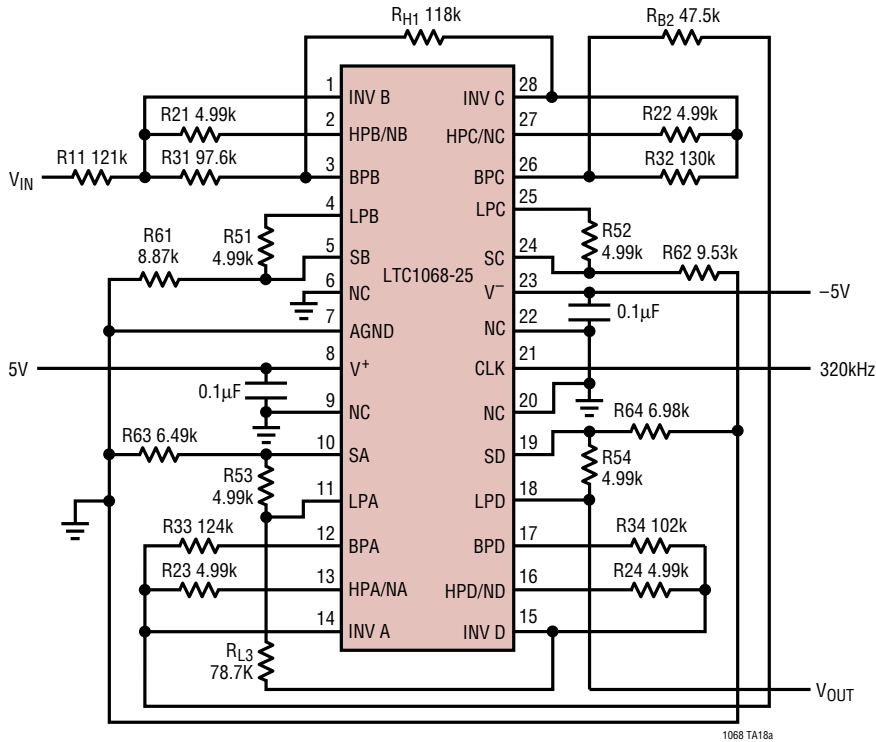 RH1 118k
RB2 47.5k
1
INV B
INV C
28
R21 4.99k
2
HPB/NB
HPC/NC
27
R22 4.99k
VIN
R11 121k
R31 97.6k
3
BPB
BPC
26
R32 130k
4
LPB
LPC
25
R61
8.87k
R51
4.99k
5
SB
SC
24
R52
4.99k
R62 9.53k
LTC1068-25
6
NC
V–
23
–5V
0.1µF
7
AGND
NC
22
5V
8
V+
CLK
21
320kHz
0.1µF
9
NC
NC
20
R63 6.49k
R64 6.98k
10
SA
SD
19
R53
4.99k
R54
4.99k
11
LPA
LPD
18
R33 124k
12
BPA
BPD
17
R34 102k
R23 4.99k
13
HPA/NA
HPD/ND
16
R24 4.99k
14
INV A
INV D
15
RL3
78.7K
VOUT
1068 TA18a